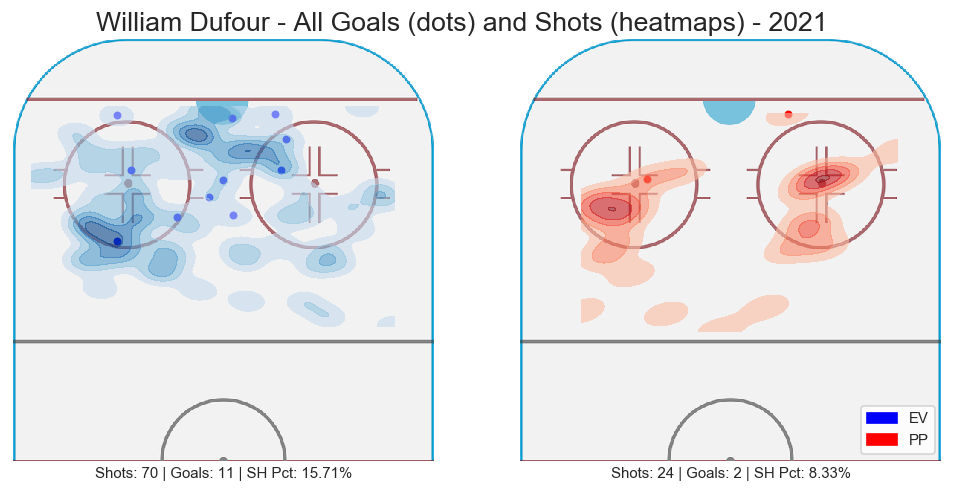 William Dufour - All Goals (dots) and Shots (heatmaps) - 2021
EV
PP
Shots: 70 | Goals: 11 | SH Pct: 15.71%
Shots: 24 | Goals: 2 | SH Pct: 8.33%